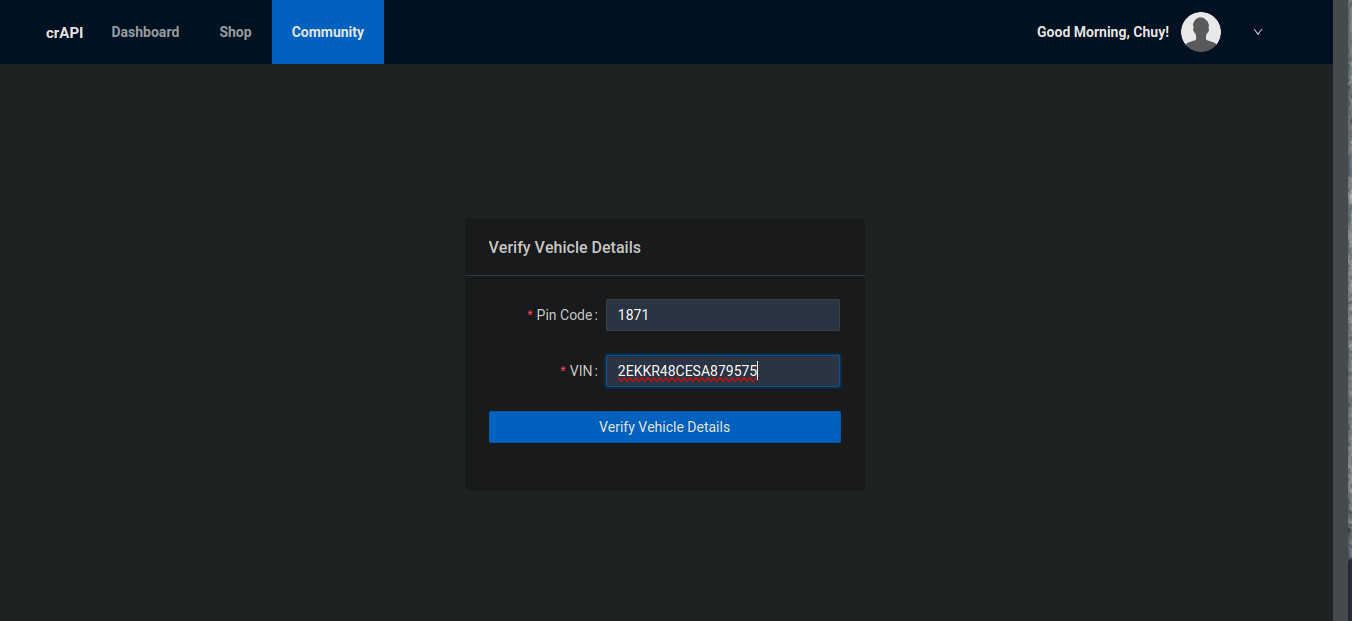 crAPI Dashboard Shop Community Good Morning, Chuy!
Verify Vehicle Details
* Pin Code: 1871
* VIN: 2EKKR48CESA879575
Verify Vehicle Details